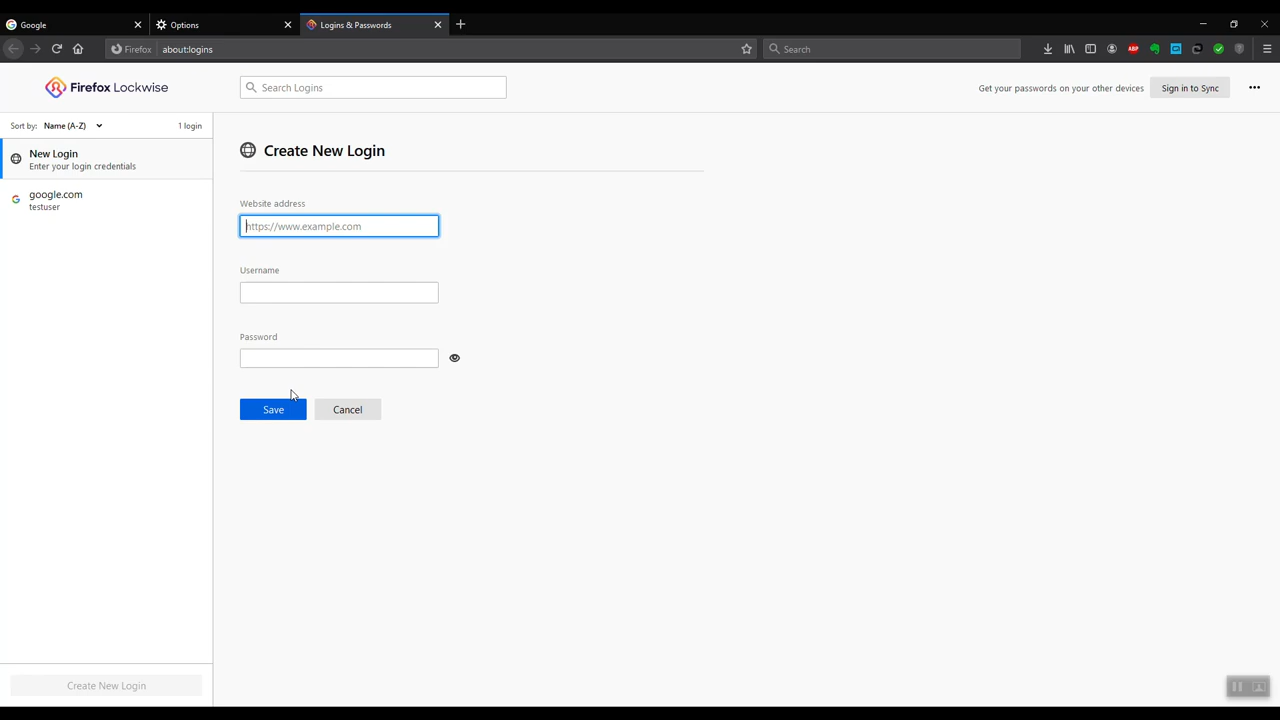 Google
Options
Logins & Passwords
Firefox
about:logins
Search
ABP
Firefox Lockwise
Search Logins
Get your passwords on your other devices
Sign in to Sync
Sort by: Name (A-Z)
1 login
New Login
Enter your login credentials
google.com
testuser
Create New Login
Website address
https://www.example.com
Username
Password
Save
Cancel
Create New Login